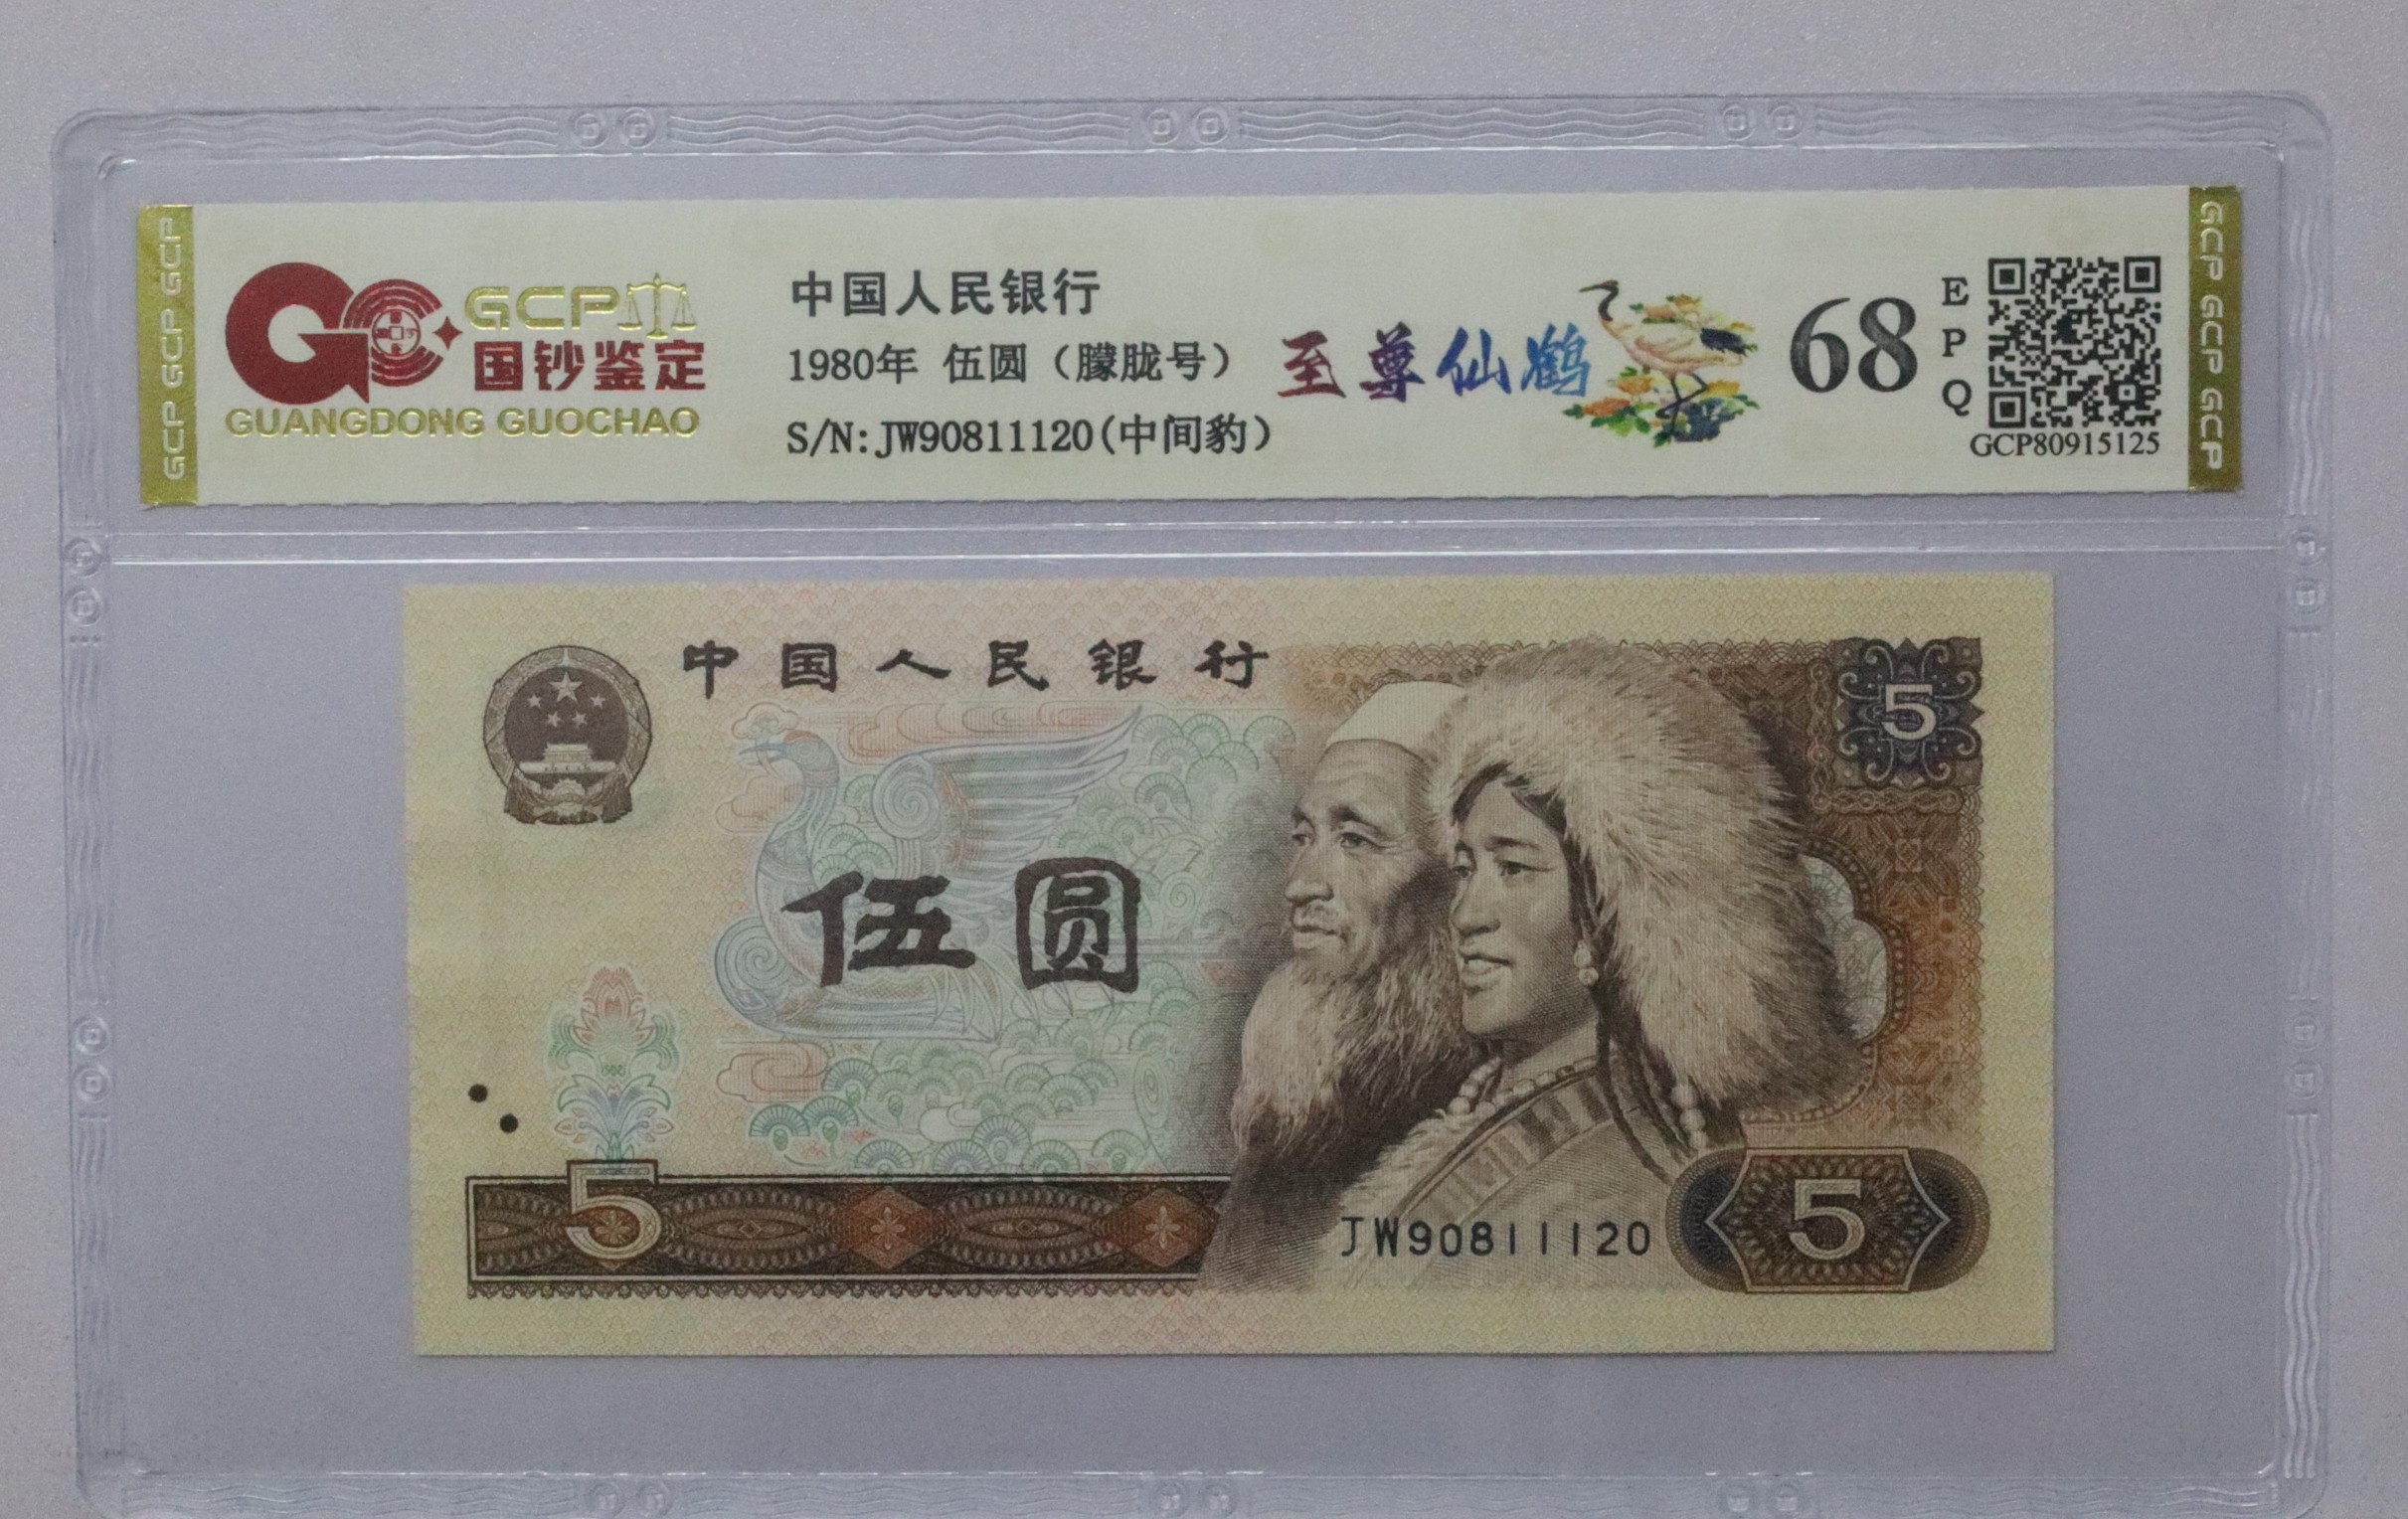 GCP GCP GCP
GCP
国钞鉴定
GUANGDONG GUOCHAO
中国人民银行
1980年 伍圆（朦胧号）
S/N:JW90811120(中间豹）
至尊仙鹤
68
E
P
Q
GCP80915125
GCP GCP GCP GCP
中国人民银行
5
伍圆
5
JW90811120
5